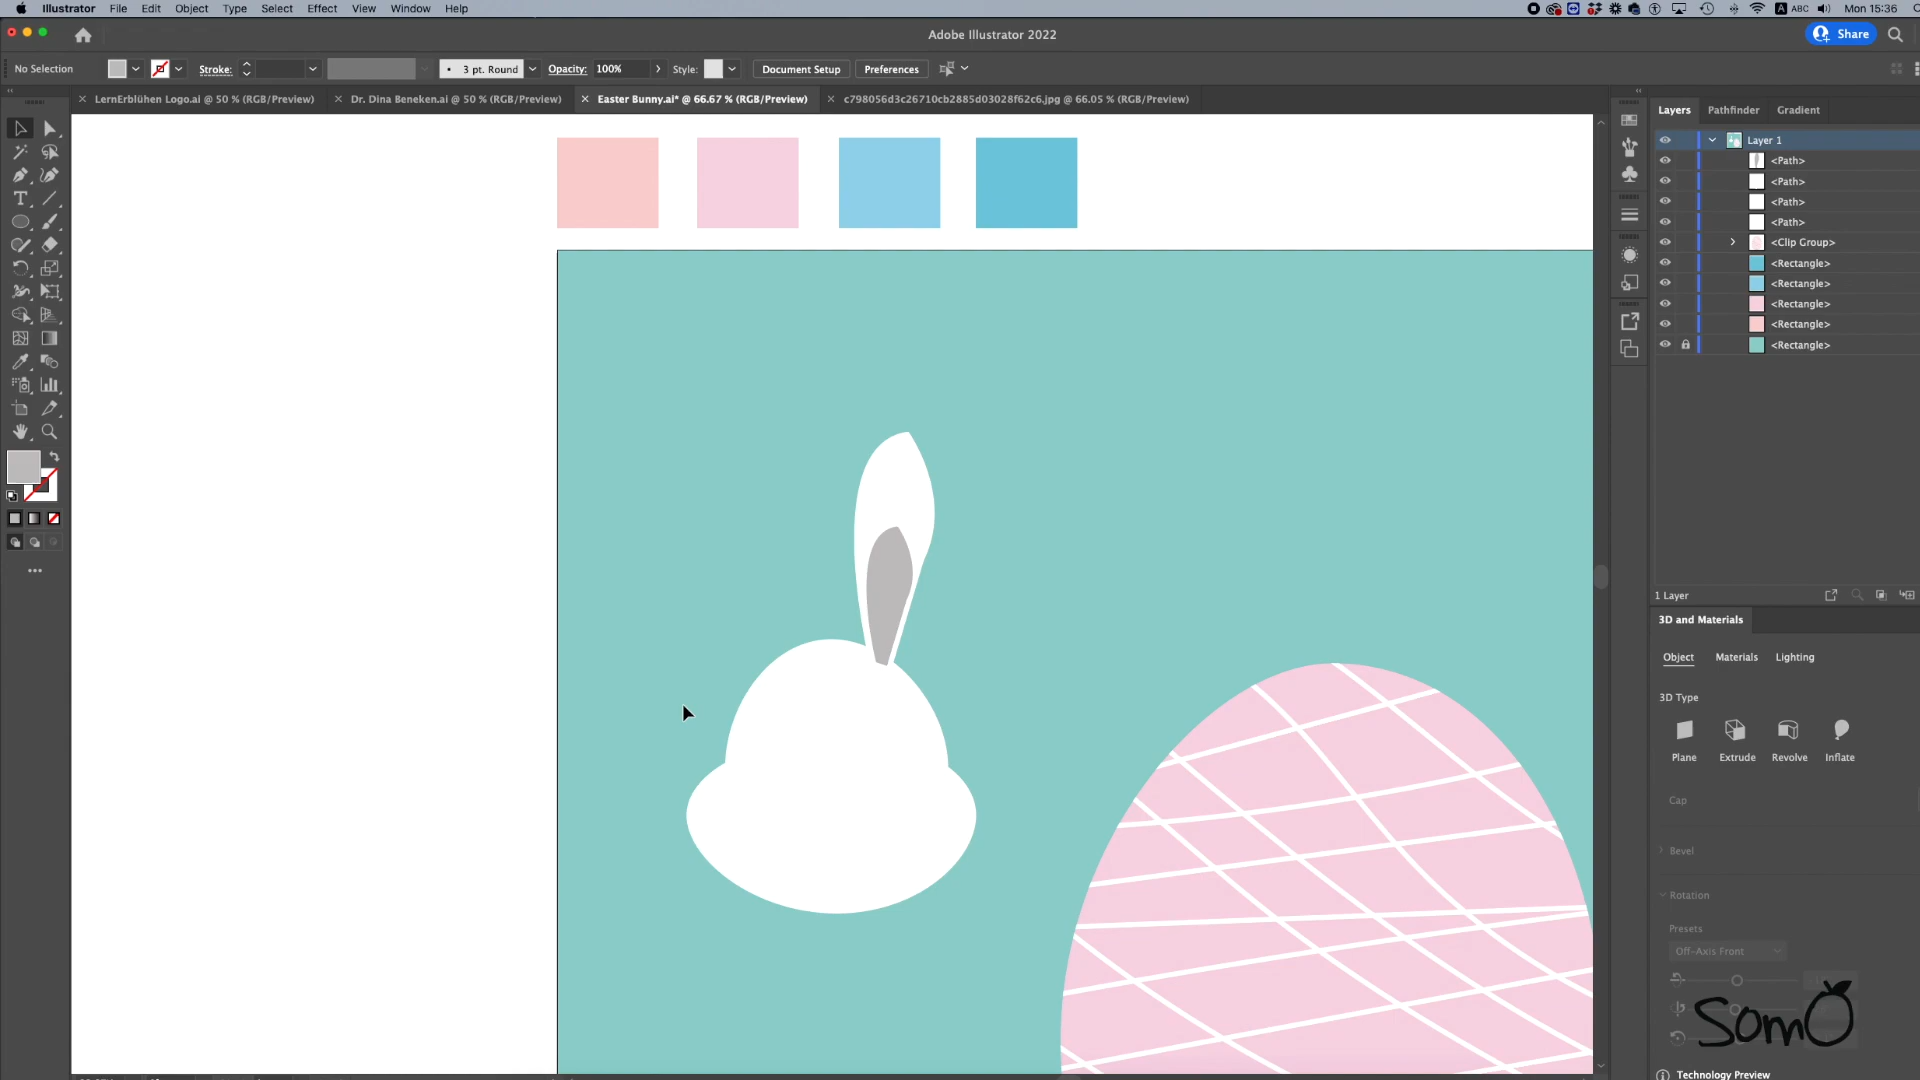 Illustrator File Edit Object Type Select Effect View Window Help
ABC Mon 15:36
Adobe Illustrator 2022
Share
No Selection Stroke: 3 pt. Round Opacity: 100% Style: Document Setup Preferences
LernErblühen Logo.ai @ 50 % (RGB/Preview) Dr. Dina Beneken.ai @ 50 % (RGB/Preview) Easter Bunny.ai* @ 66.67 % (RGB/Preview) c798056d3c26710cb2885d03028f62c6.jpg @ 66.05 % (RGB/Preview)
Layers Pathfinder Gradient
Layer 1
<Path>
<Path>
<Path>
<Path>
<Clip Group>
<Rectangle>
<Rectangle>
<Rectangle>
<Rectangle>
<Rectangle>
1 Layer
3D and Materials
Object Materials Lighting
3D Type
Plane Extrude Revolve Inflate
Cap
Bevel
Rotation
Presets
Off-Axis Front
SomO
Technology Preview